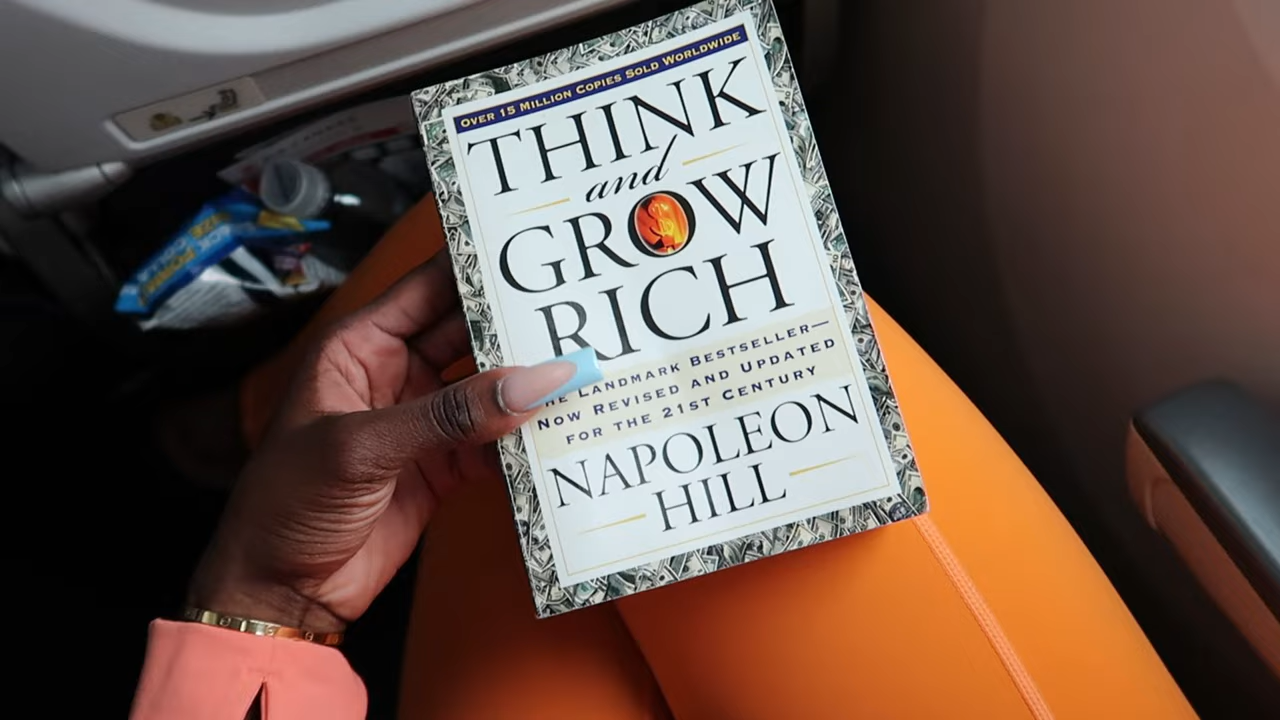 OVER 15 MILLION COPIES SOLD WORLDWIDE
THINK
and
GROW
RICH
HE LANDMARK BESTSELLER—
NOW REVISED AND UPDATED
FOR THE 21ST CENTURY
NAPOLEON
HILL